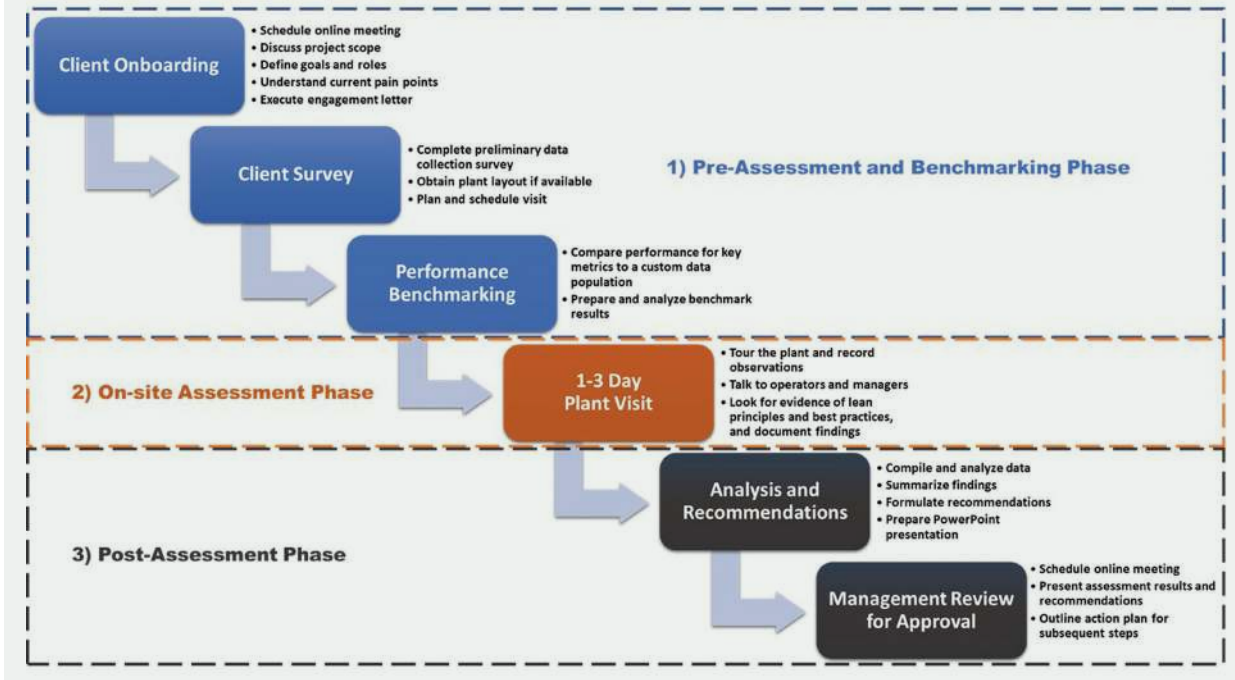 Client Onboarding
• Schedule online meeting
• Discuss project scope
• Define goals and roles
• Understand current pain points
• Execute engagement letter
Client Survey
• Complete preliminary data
collection survey
• Obtain plant layout if available
• Plan and schedule visit
1) Pre-Assessment and Benchmarking Phase
Performance
Benchmarking
• Compare performance for key
metrics to a custom data
population
• Prepare and analyze benchmark
results
2) On-site Assessment Phase
1-3 Day
Plant Visit
• Tour the plant and record
observations
• Talk to operators and managers
• Look for evidence of lean
principles and best practices,
and document findings
3) Post-Assessment Phase
Analysis and
Recommendations
• Compile and analyze data
• Summarize findings
• Formulate recommendations
• Prepare PowerPoint
presentation
Management Review
for Approval
• Schedule online meeting
• Present assessment results and
recommendations
• Outline action plan for
subsequent steps